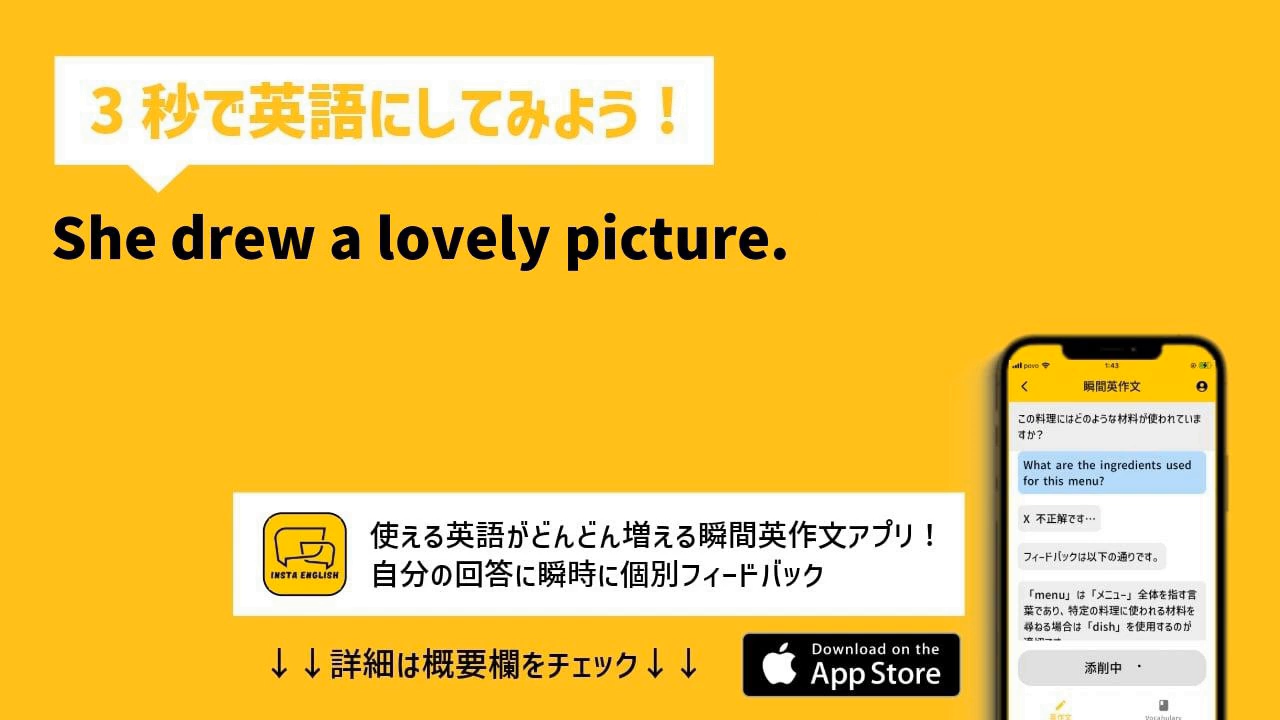 3秒で英語にしてみよう！
She drew a lovely picture.
povo 1:43
瞬間英作文
この料理にはどのような材料が使われていま
すか？
What are the ingredients used
for this menu?
X 不正解です…
フィードバックは以下の通りです。
「menu」は「メニュー」全体を指す言
葉であり、特定の料理に使われる材料を
尋ねる場合は「dish」を使用するのが
添削中
英作文 Vocabulary
INSTA ENGLISH
使える英語がどんどん増える瞬間英作文アプリ！
自分の回答に瞬時に個別フィードバック
↓↓詳細は概要欄をチェック↓↓
Download on the
App Store